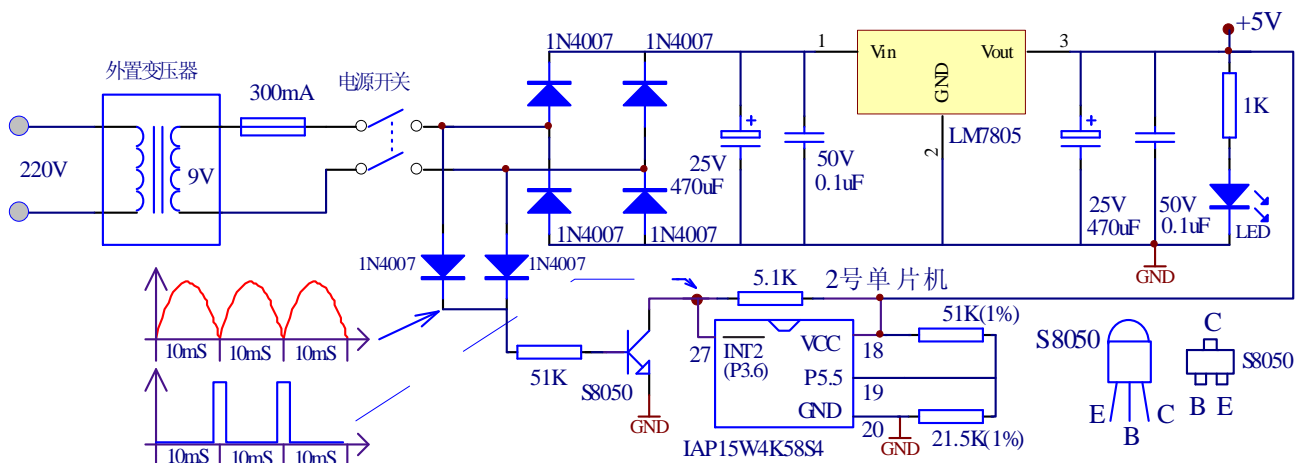 外置变压器
220V
9V
300mA
电源开关
1N4007
1N4007
1N4007
1N4007
25V
470uF
50V
0.1uF
1
Vin
Vout
GND
3
2
LM7805
25V
470uF
50V
0.1uF
+5V
1K
LED
GND
1N4007
1N4007
10mS
10mS
10mS
10mS
10mS
10mS
51K
S8050
GND
5.1K
2号单片机
27
INT2
(P3.6)
VCC
18
P5.5
19
GND
20
IAP15W4K58S4
51K(1%)
21.5K(1%)
GND
S8050
E
B
C
C
S8050
B
E